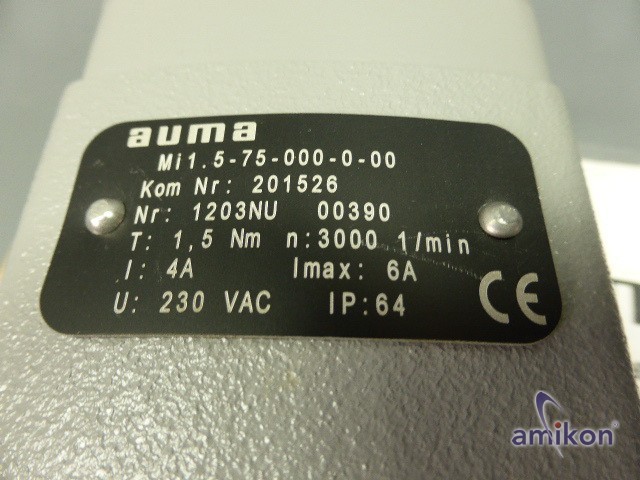 auma
Mi1.5-75-000-0-00
Kom Nr: 201526
Nr: 1203NU 00390
T: 1,5 Nm n:3000 1/min
I: 4A Imax: 6A
U: 230 VAC IP:64
CE
amikon